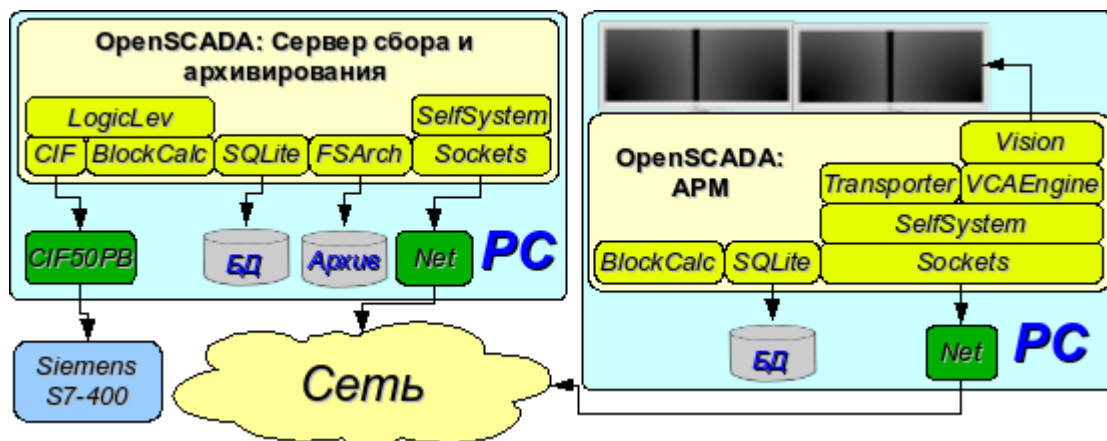 OpenSCADA: Сервер сбора и
архивирования
LogicLev
SelfSystem
CIF
BlockCalc
SQLite
FSArch
Sockets
CIF50PB
БД
Архив
Net
PC
Siemens
S7-400
Сеть
OpenSCADA:
АРМ
Vision
Transporter
VCAEngine
SelfSystem
BlockCalc
SQLite
Sockets
БД
Net
PC